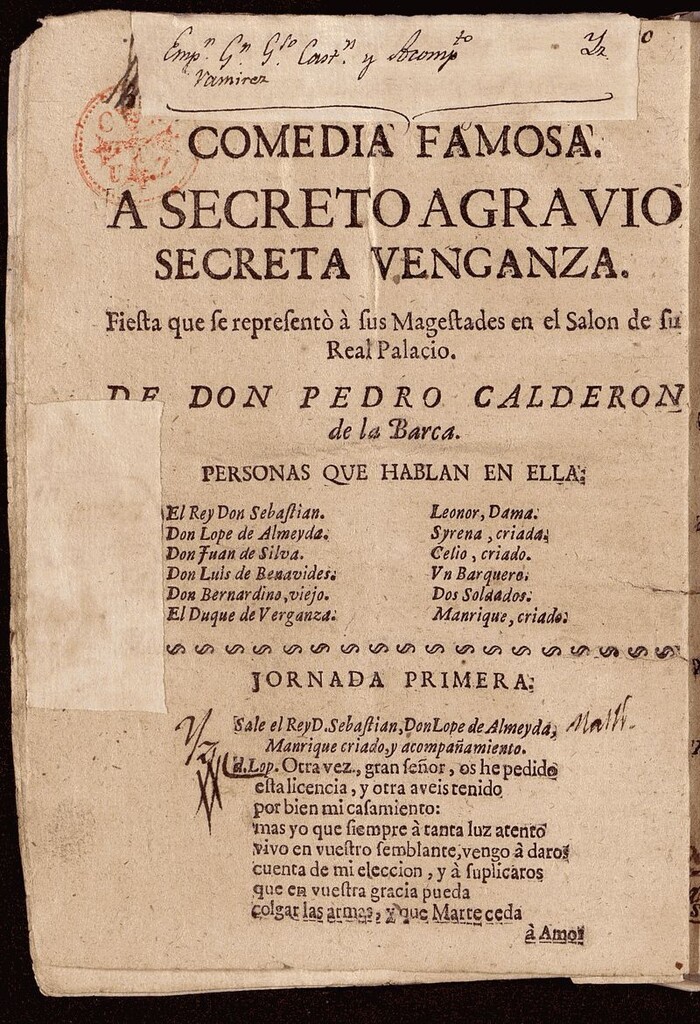 Emp.n G.n G.so Cast.n y Acomp.to
Ramirez
COMEDIA FAMOSA.
A SECRETO AGRAVIO
SECRETA VENGANZA.
Fieſta que ſe repreſentò à ſus Mageſtades en el Salon de ſu
Real Palacio.
DE DON PEDRO CALDERON
de la Barca.
PERSONAS QUE HABLAN EN ELLA:
El Rey Don Sebaſtian.
Don Lope de Almeyda.
Don Juan de Silva.
Don Luis de Benavides.
Don Bernardino, viejo.
El Duque de Verganza.
Leonor, Dama.
Syrena, criada.
Celio, criado.
Vn Barquero.
Dos Soldados.
Manrique, criado.
JORNADA PRIMERA.
Sale el Rey D. Sebaſtian, Don Lope de Almeyda,
Manrique criado, y acompañamiento.
d. Lop. Otra vez, gran ſeñor, os he pedido
eſta licencia, y otra aveis tenido
por bien mi caſamiento:
mas yo que ſiempre à tanta luz atento
vivo en vueſtro ſemblante, vengo à daros
cuenta de mi eleccion, y à ſuplicaros
que en vueſtra gracia pueda
colgar las armas, y que Marte ceda
à Amor